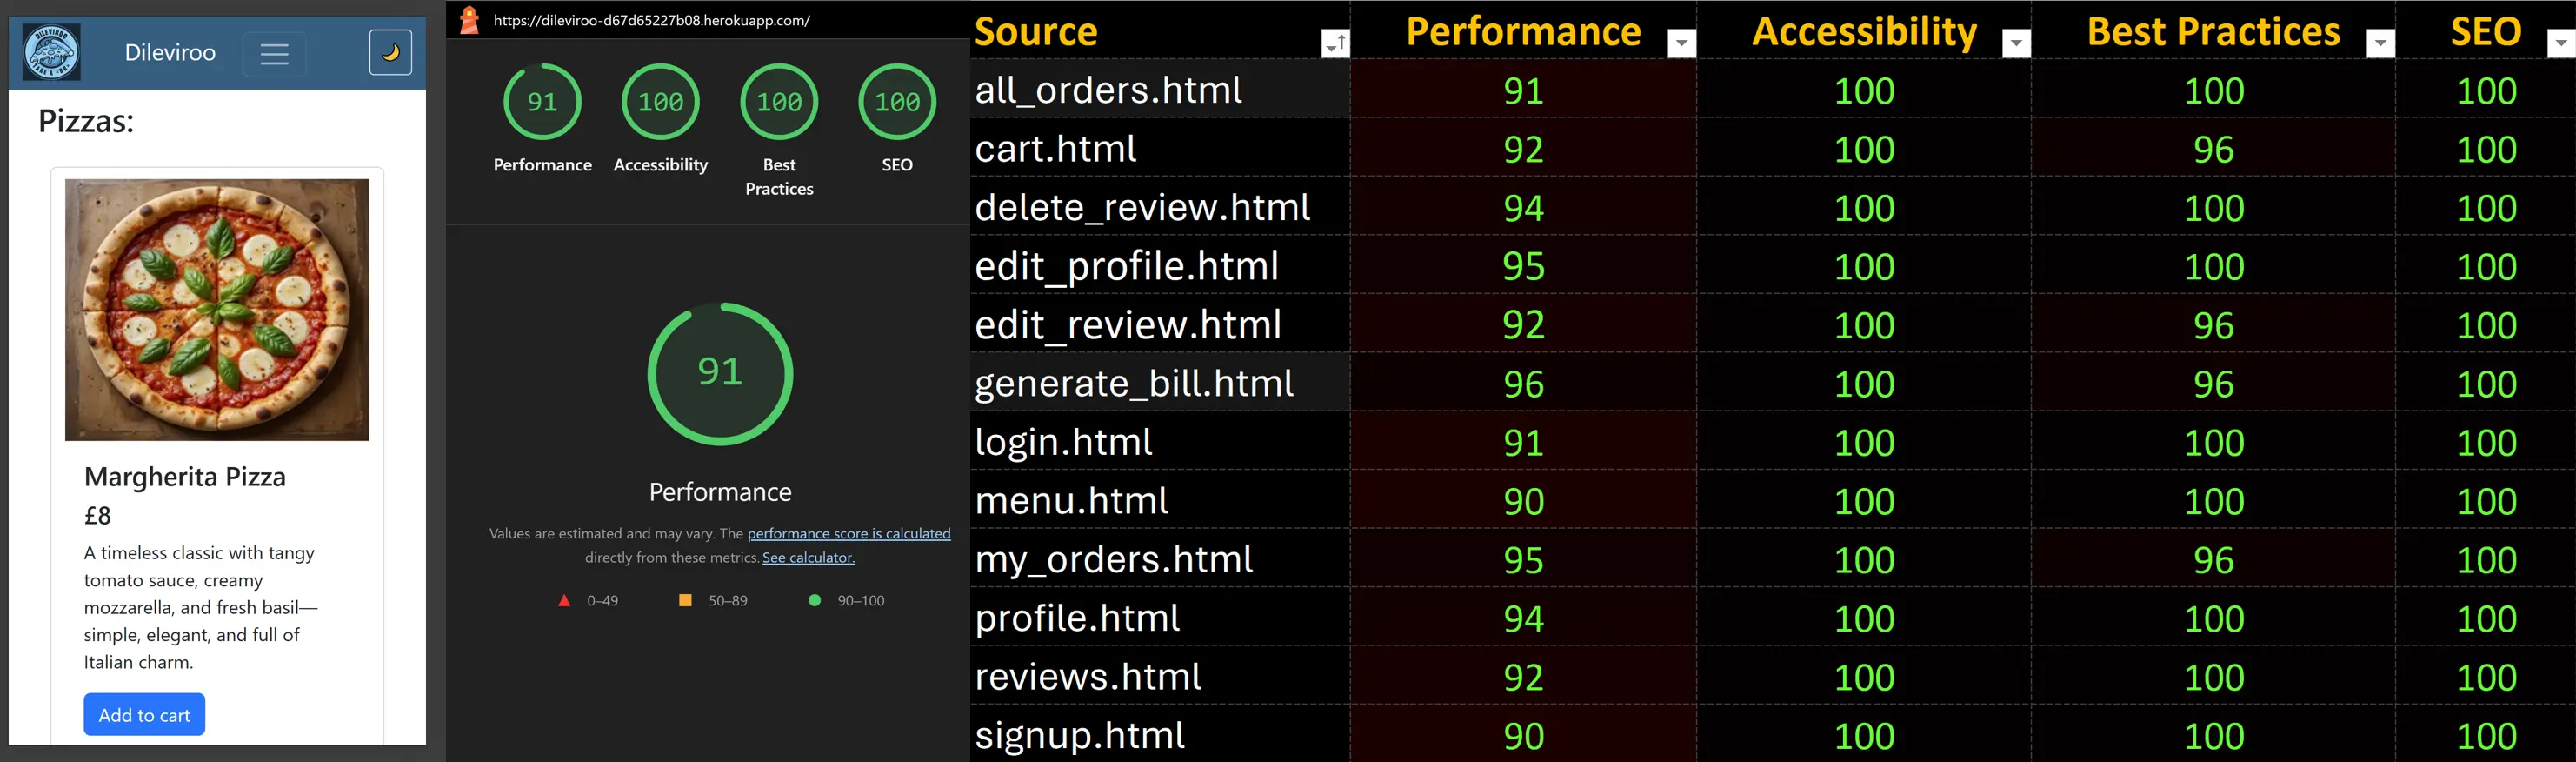 DILEVIROO
Dileviroo
Pizzas:
Margherita Pizza
£8
A timeless classic with tangy
tomato sauce, creamy
mozzarella, and fresh basil—
simple, elegant, and full of
Italian charm.
Add to cart
https://dileviroo-d67d65227b08.herokuapp.com/
91 100 100 100
Performance Accessibility Best Practices SEO
91
Performance
Values are estimated and may vary. The performance score is calculated
directly from these metrics. See calculator.
0–49 50–89 90–100
Source Performance Accessibility Best Practices SEO
all_orders.html 91 100 100 100
cart.html 92 100 96 100
delete_review.html 94 100 100 100
edit_profile.html 95 100 100 100
edit_review.html 92 100 96 100
generate_bill.html 96 100 96 100
login.html 91 100 100 100
menu.html 90 100 100 100
my_orders.html 95 100 96 100
profile.html 94 100 100 100
reviews.html 92 100 100 100
signup.html 90 100 100 100